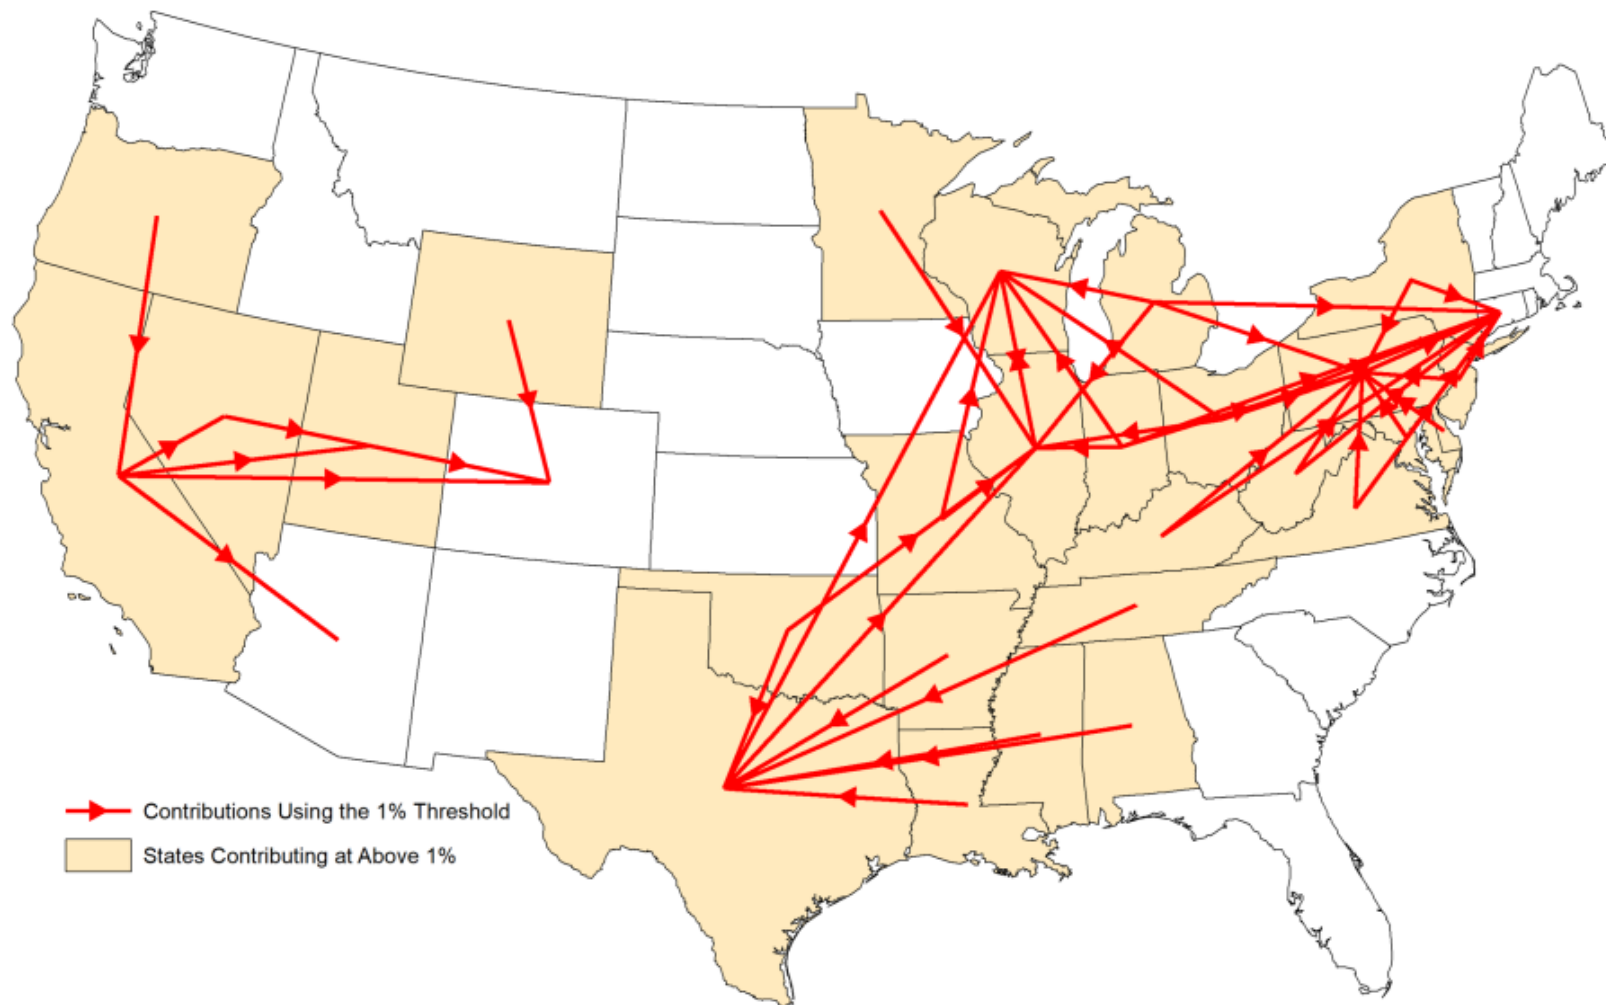 Contributions Using the 1% Threshold
States Contributing at Above 1%